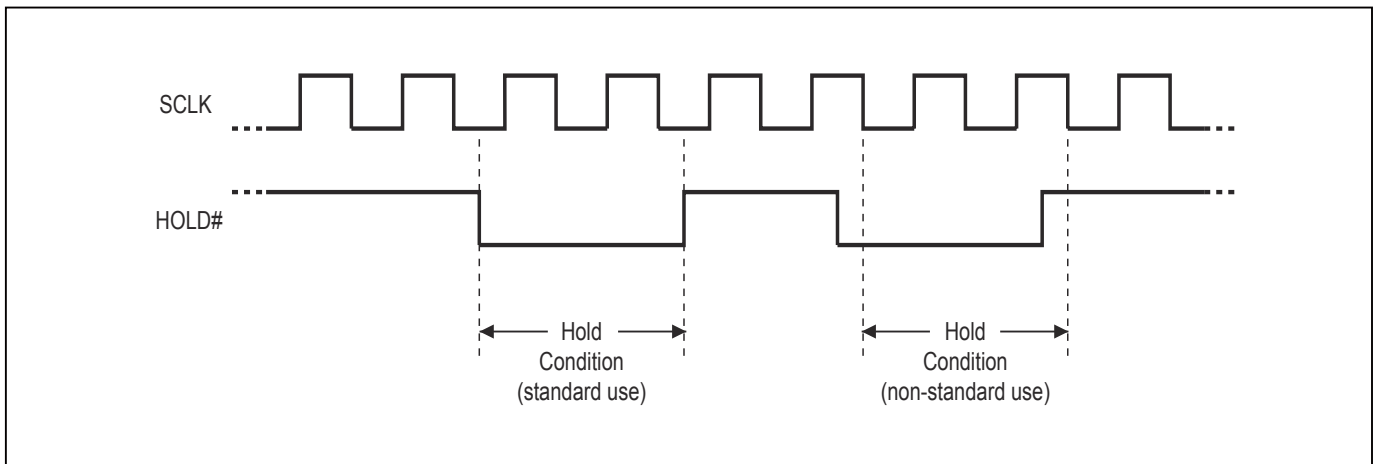 SCLK
HOLD#
Hold
Condition
(standard use)
Hold
Condition
(non-standard use)